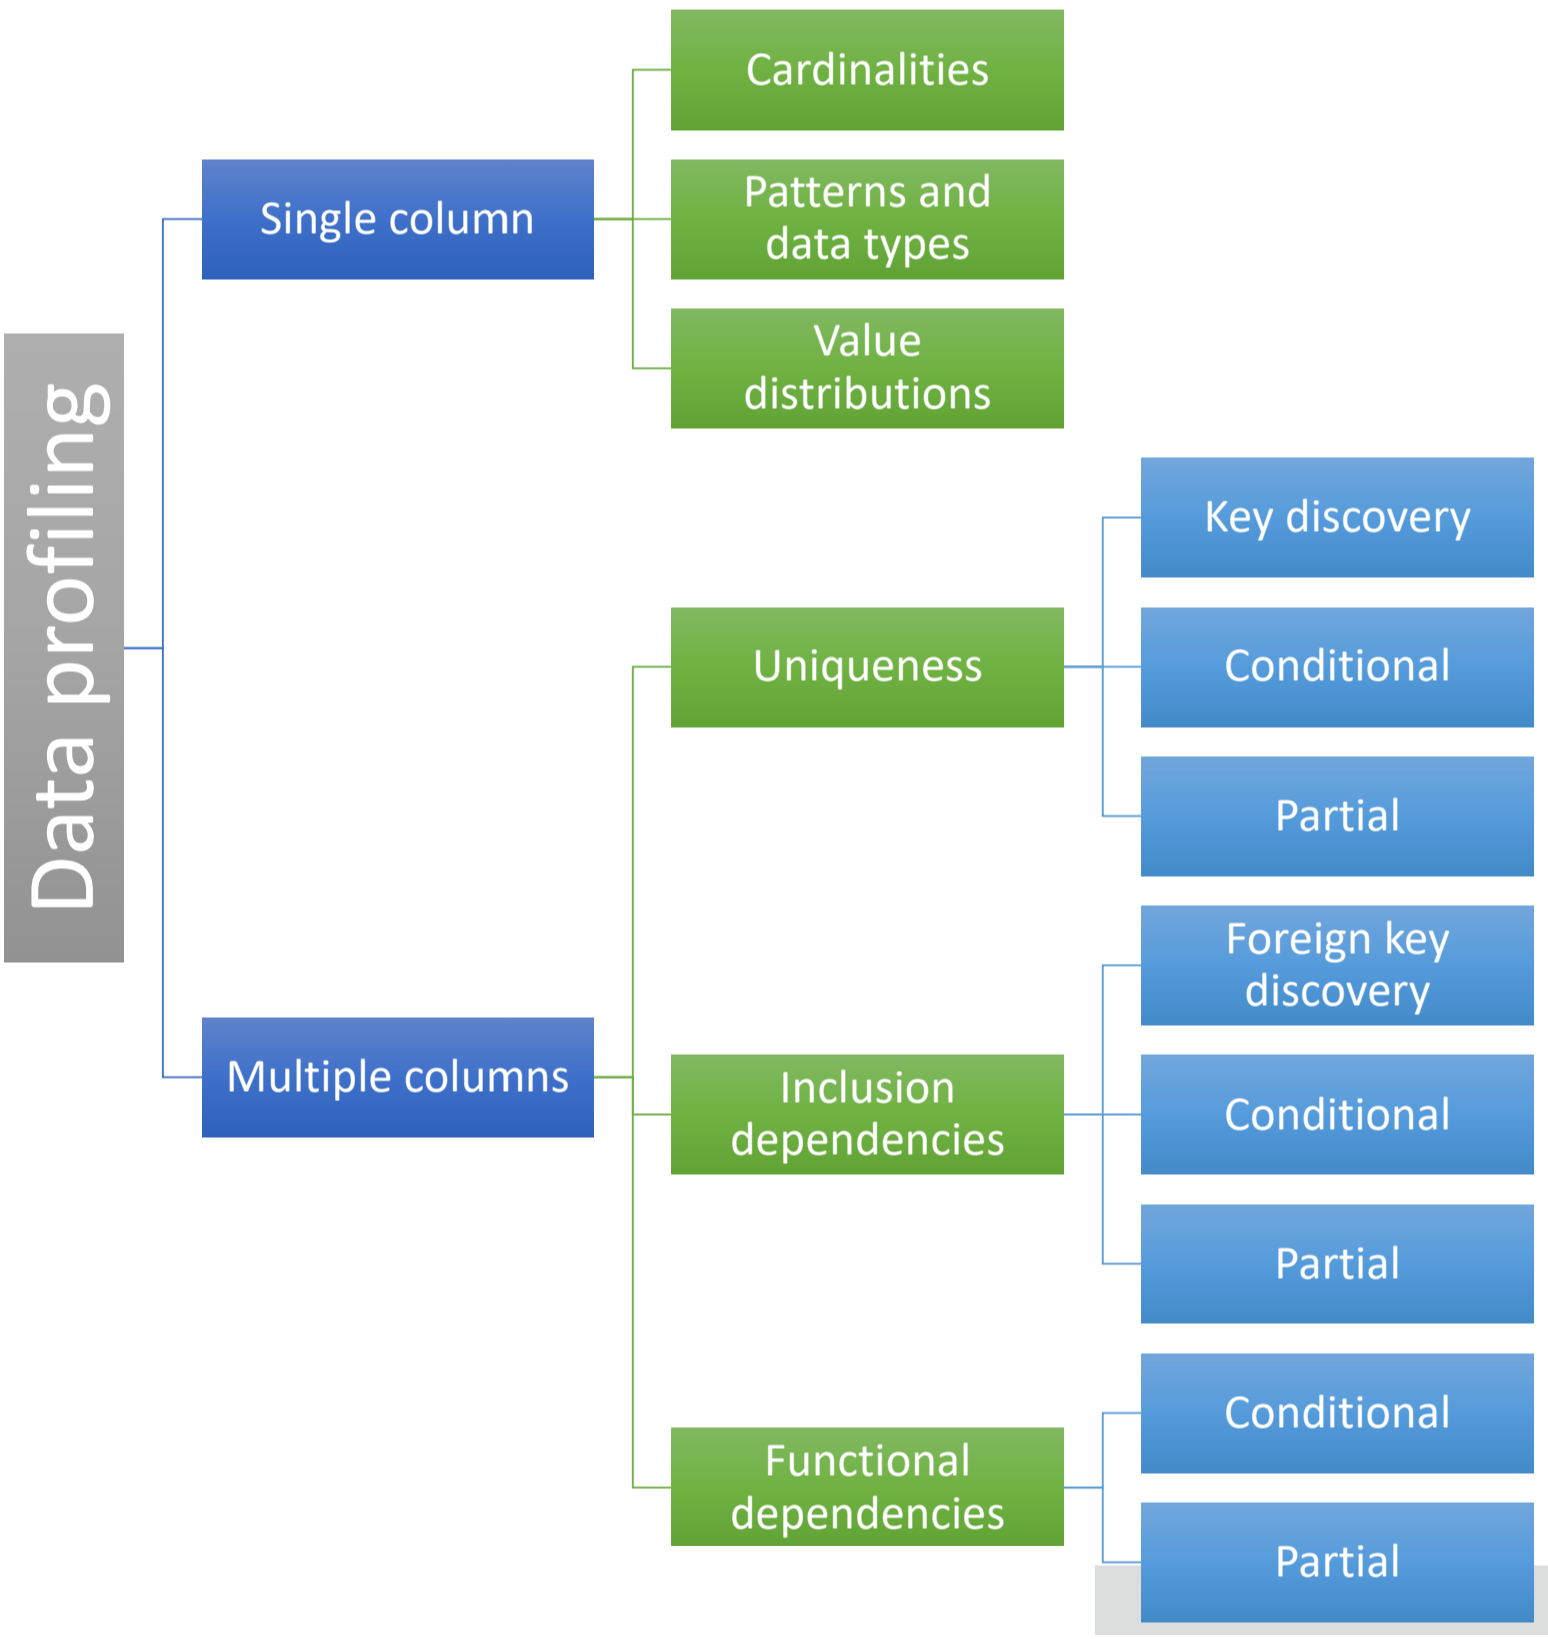 Data profiling
Single column
Cardinalities
Patterns and
data types
Value
distributions
Multiple columns
Uniqueness
Key discovery
Conditional
Partial
Inclusion
dependencies
Foreign key
discovery
Conditional
Partial
Functional
dependencies
Conditional
Partial